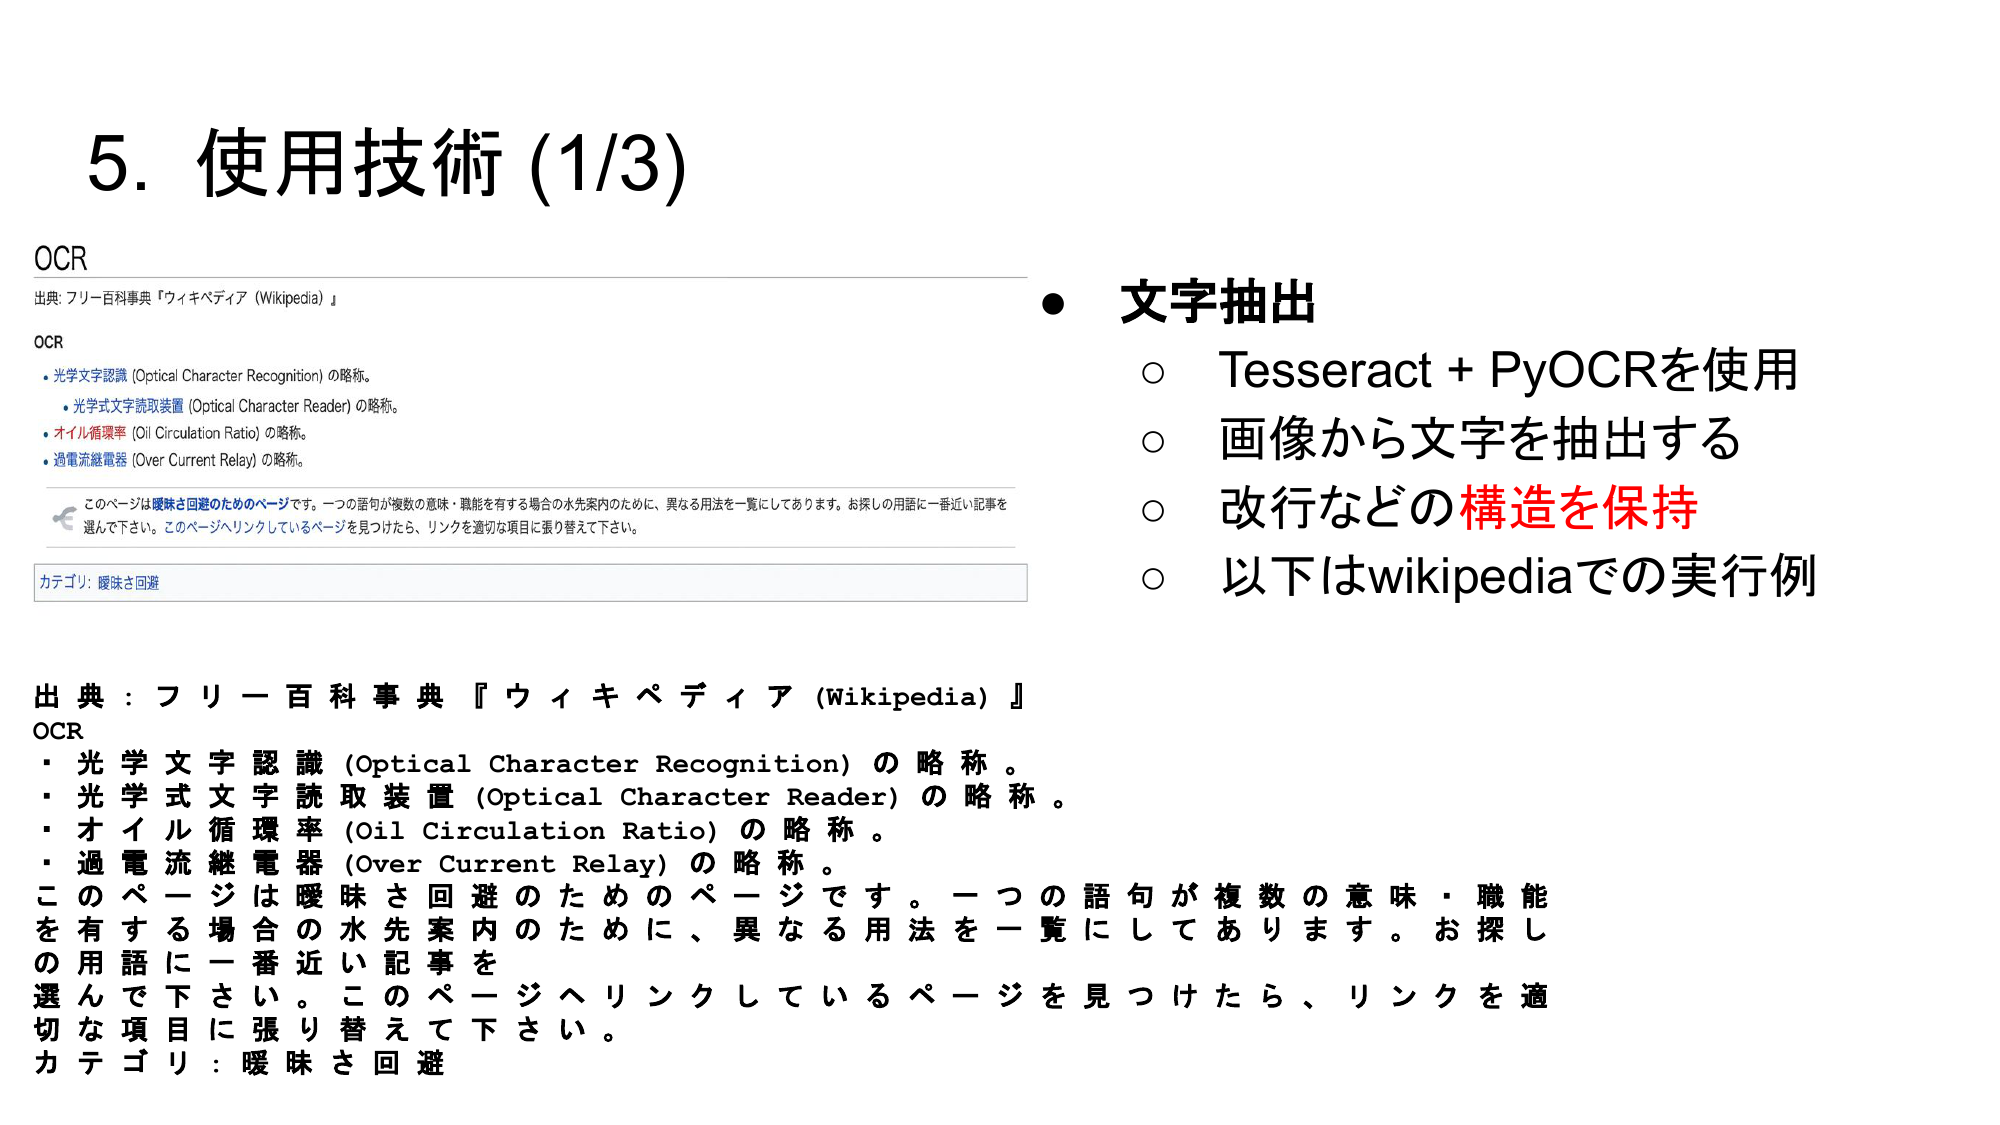 5. 使用技術 (1/3)
OCR
出典: フリー百科事典『ウィキペディア（Wikipedia）』
OCR
• 光学文字認識 (Optical Character Recognition) の略称。
• 光学式文字読取装置 (Optical Character Reader) の略称。
• オイル循環率 (Oil Circulation Ratio) の略称。
• 過電流継電器 (Over Current Relay) の略称。
このページは曖昧さ回避のためのページです。一つの語句が複数の意味・職能を有する場合の水先案内のために、異なる用法を一覧にしてあります。お探しの用語に一番近い記事を
選んで下さい。このページへリンクしているページを見つけたら、リンクを適切な項目に張り替えて下さい。
カテゴリ: 曖昧さ回避
● 文字抽出
○ Tesseract + PyOCRを使用
○ 画像から文字を抽出する
○ 改行などの構造を保持
○ 以下はwikipediaでの実行例
出 典 : フ リ ー 百 科 事 典 『 ウ ィ キ ペ デ ィ ア (Wikipedia) 』
OCR
・ 光 学 文 字 認 識 (Optical Character Recognition) の 略 称 。
・ 光 学 式 文 字 読 取 装 置 (Optical Character Reader) の 略 称 。
・ オ イ ル 循 環 率 (Oil Circulation Ratio) の 略 称 。
・ 過 電 流 継 電 器 (Over Current Relay) の 略 称 。
こ の ペ ー ジ は 曖 昧 さ 回 避 の た め の ペ ー ジ で す 。 一 つ の 語 句 が 複 数 の 意 味 ・ 職 能
を 有 す る 場 合 の 水 先 案 内 の た め に 、 異 な る 用 法 を 一 覧 に し て あ り ま す 。 お 探 し
の 用 語 に 一 番 近 い 記 事 を
選 ん で 下 さ い 。 こ の ペ ー ジ へ リ ン ク し て い る ペ ー ジ を 見 つ け た ら 、 リ ン ク を 適
切 な 項 目 に 張 り 替 え て 下 さ い 。
カ テ ゴ リ : 曖 昧 さ 回 避